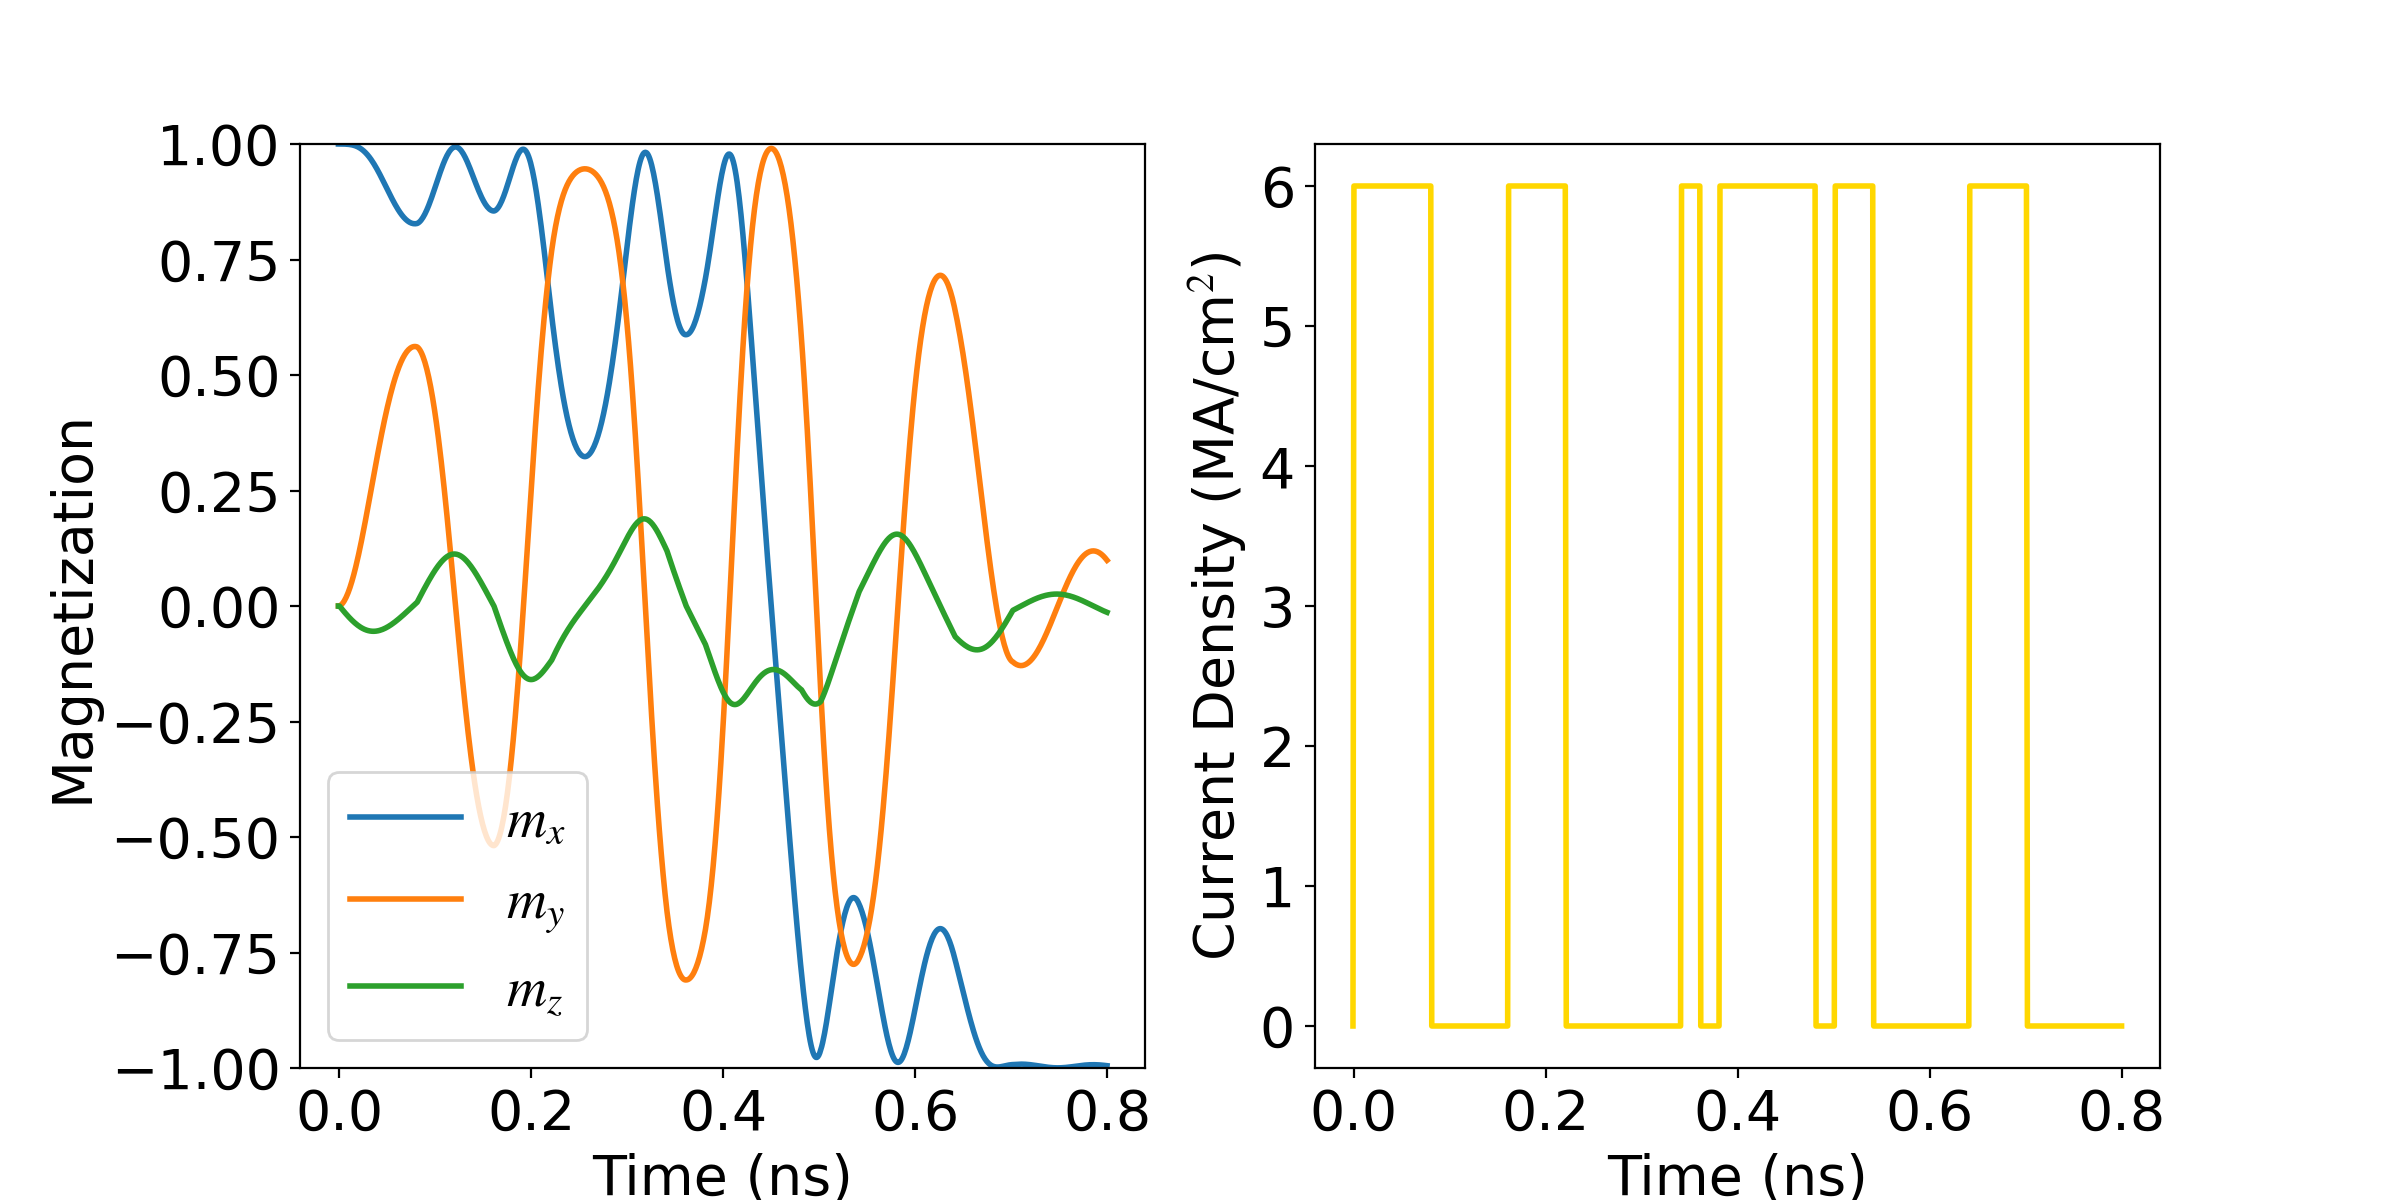 Magnetization
1.00
0.75
0.50
0.25
0.00
−0.25
−0.50
−0.75
−1.00
m_x
m_y
m_z
0.0 0.2 0.4 0.6 0.8
Time (ns)
Current Density (MA/cm²)
6
5
4
3
2
1
0
0.0 0.2 0.4 0.6 0.8
Time (ns)